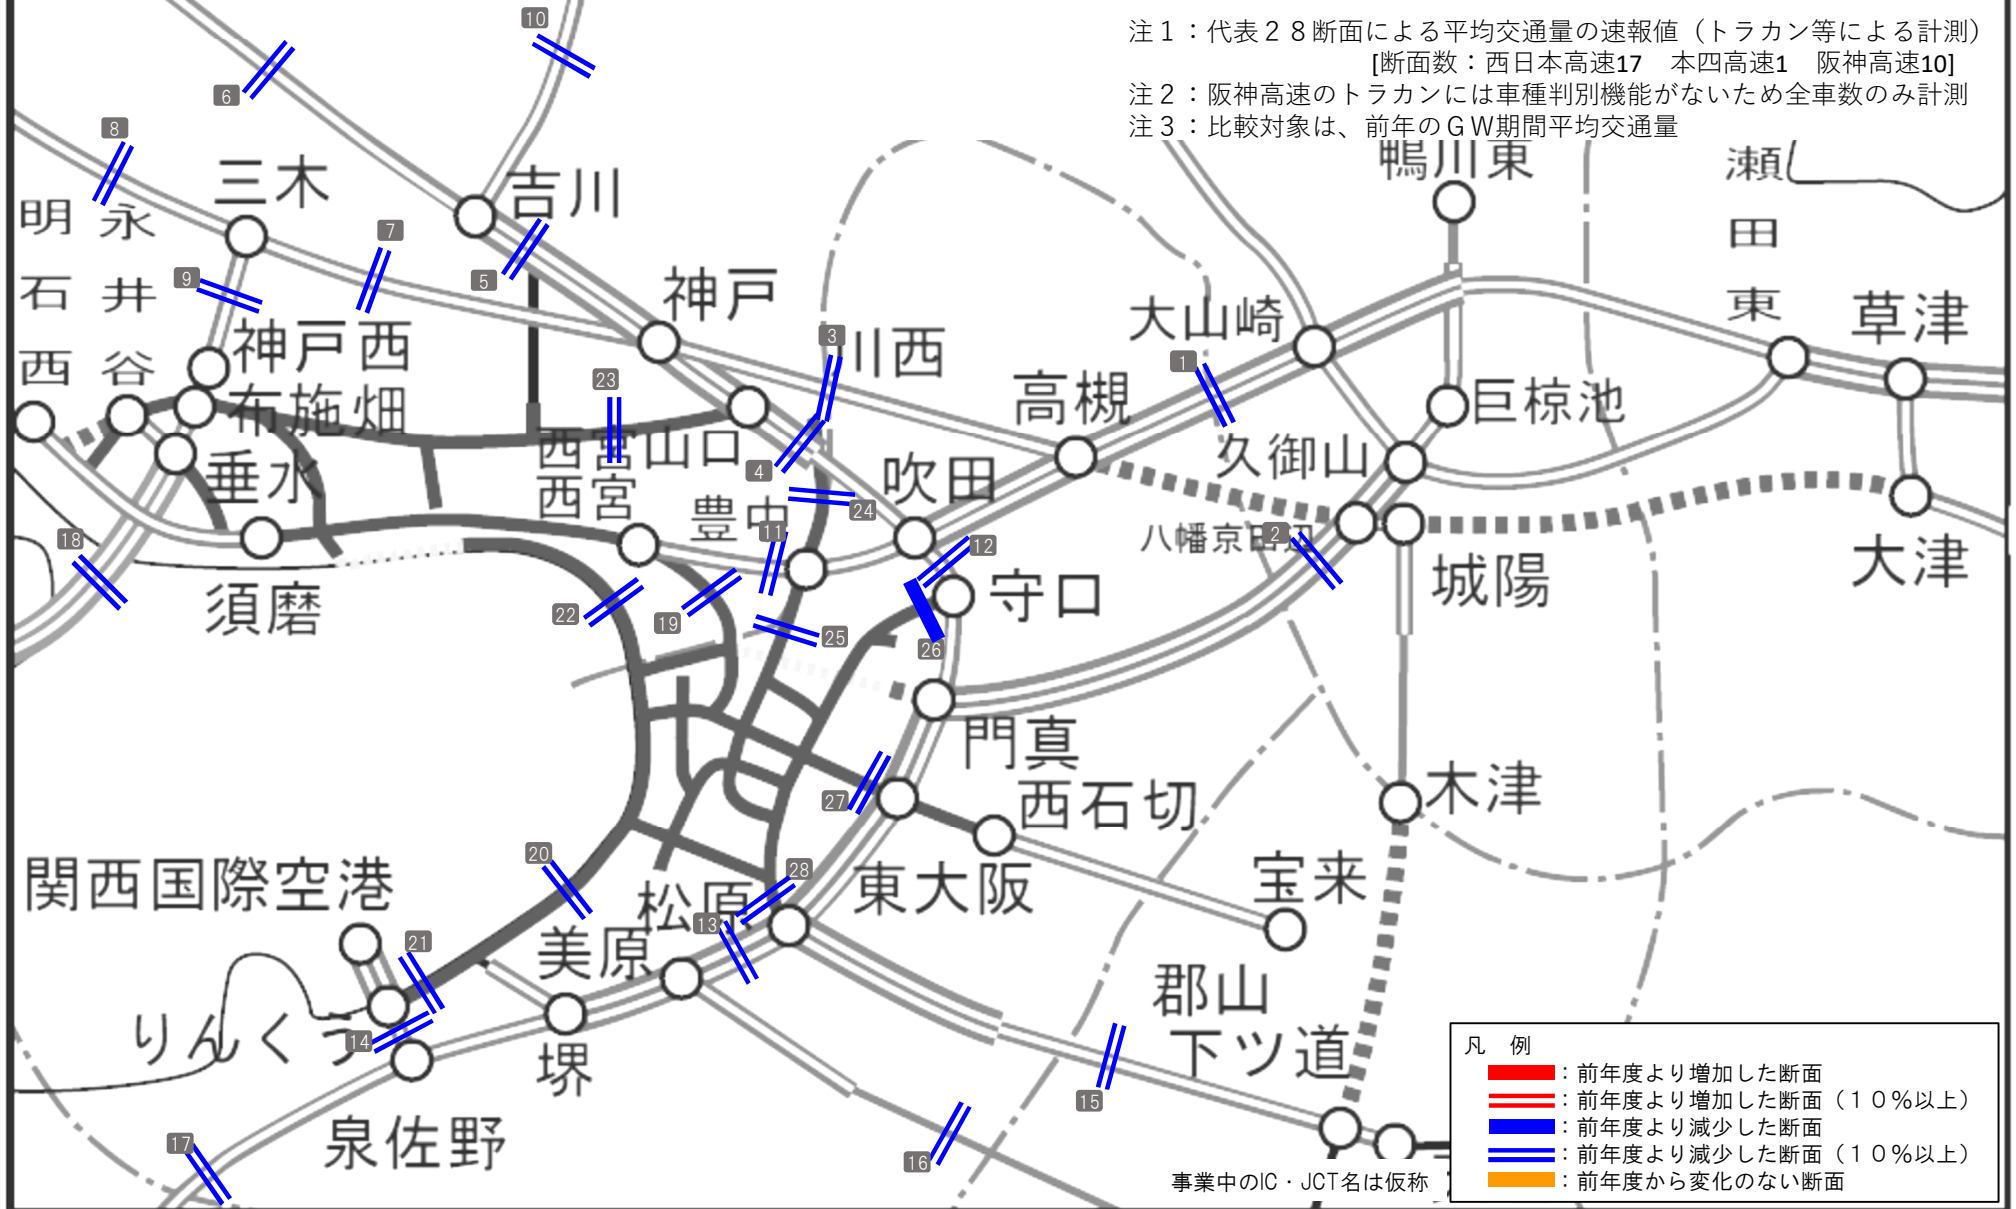 注１：代表２８断面による平均交通量の速報値（トラカン等による計測）
[断面数：西日本高速17　本四高速1　阪神高速10]
注２：阪神高速のトラカンには車種判別機能がないため全車数のみ計測
注３：比較対象は、前年のＧＷ期間平均交通量
10
6
8
三木
吉川
鴨川東
瀬田東
明石西
永井谷
7
9
5
神戸
大山崎
草津
3
川西
1
神戸西
23
高槻
巨椋池
布施畑
西宮山口
4
久御山
垂水
西宮
豊中
吹田
24
18
11
12
八幡京田辺
2
城陽
大津
須磨
22
19
25
守口
26
門真
27
西石切
木津
20
関西国際空港
松原
28
東大阪
宝来
13
21
美原
郡山下ツ道
りんくう
14
堺
15
泉佐野
17
16
事業中のIC・JCT名は仮称
凡　例
：前年度より増加した断面
：前年度より増加した断面（１０％以上）
：前年度より減少した断面
：前年度より減少した断面（１０％以上）
：前年度から変化のない断面